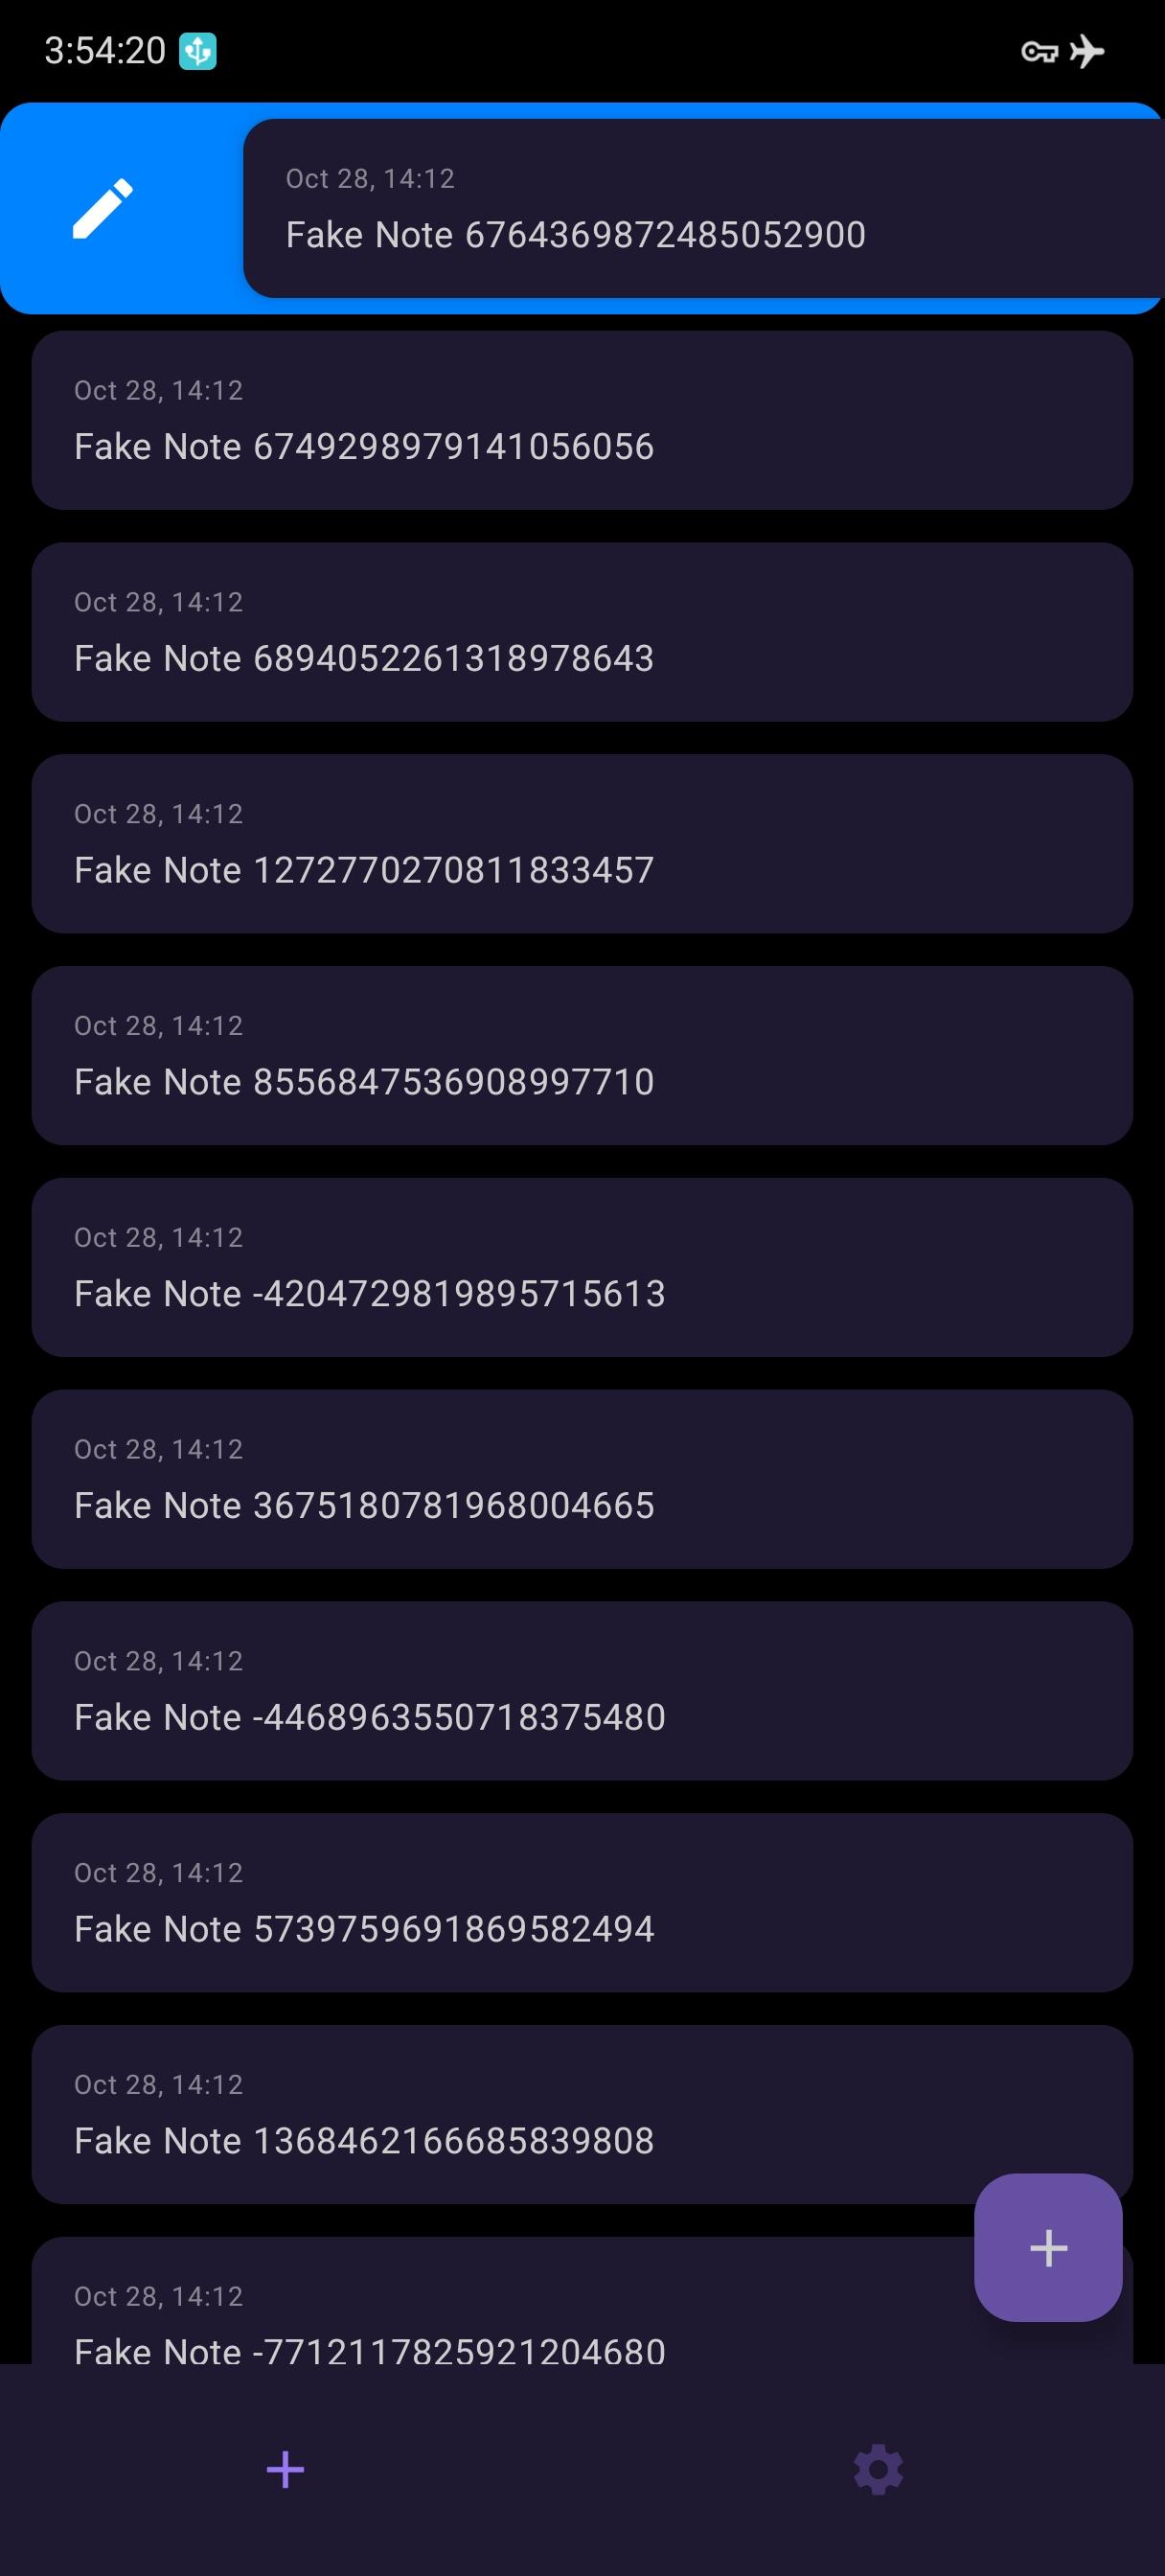 3:54:20
Oct 28, 14:12
Fake Note 6764369872485052900
Oct 28, 14:12
Fake Note 6749298979141056056
Oct 28, 14:12
Fake Note 6894052261318978643
Oct 28, 14:12
Fake Note 1272770270811833457
Oct 28, 14:12
Fake Note 8556847536908997710
Oct 28, 14:12
Fake Note -4204729819895715613
Oct 28, 14:12
Fake Note 3675180781968004665
Oct 28, 14:12
Fake Note -4468963550718375480
Oct 28, 14:12
Fake Note 5739759691869582494
Oct 28, 14:12
Fake Note 1368462166685839808
Oct 28, 14:12
Fake Note -7712117825921204680